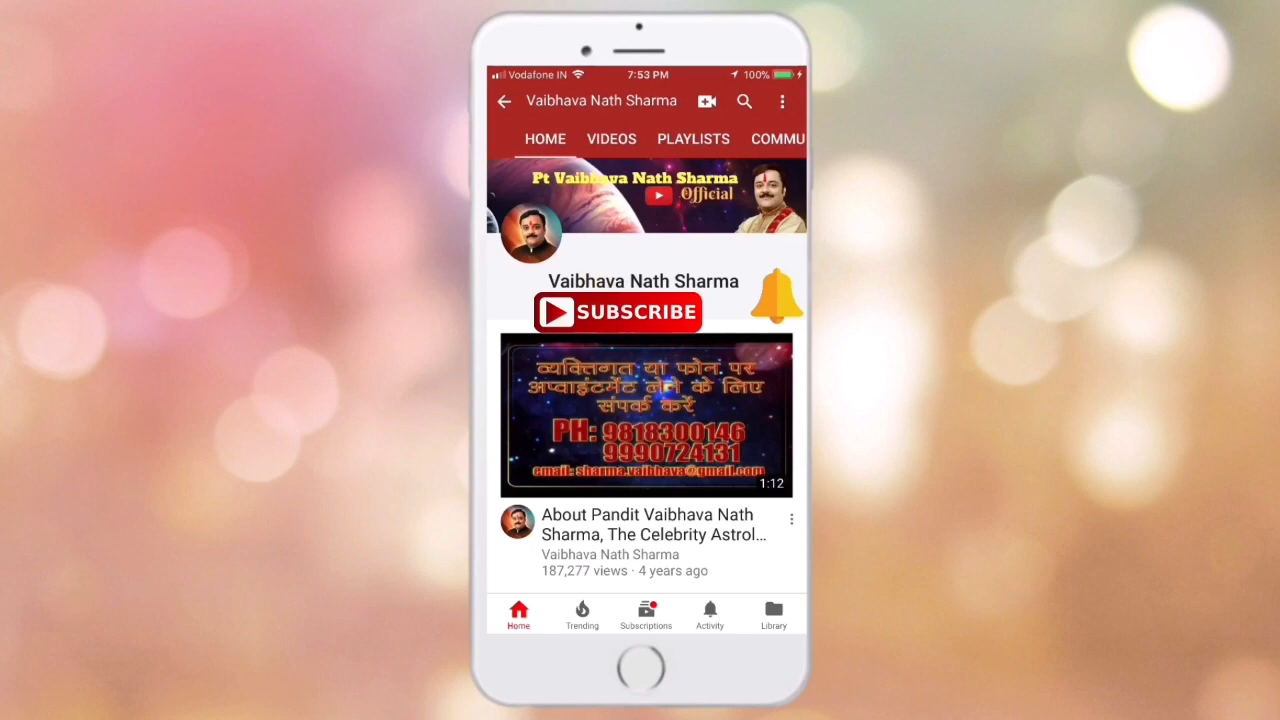 Vodafone IN 7:53 PM 100%
Vaibhava Nath Sharma
HOME VIDEOS PLAYLISTS COMMU
Pt Vaibhava Nath Sharma
Official
Vaibhava Nath Sharma
SUBSCRIBE
व्यक्तिगत या फोन पर
अप्वाइंटमेंट लेने के लिए
संपर्क करें
PH: 9818300146
9990724131
email: sharma.vaibhava@gmail.com
1:12
About Pandit Vaibhava Nath
Sharma, The Celebrity Astrol...
Vaibhava Nath Sharma
187,277 views · 4 years ago
Home Trending Subscriptions Activity Library